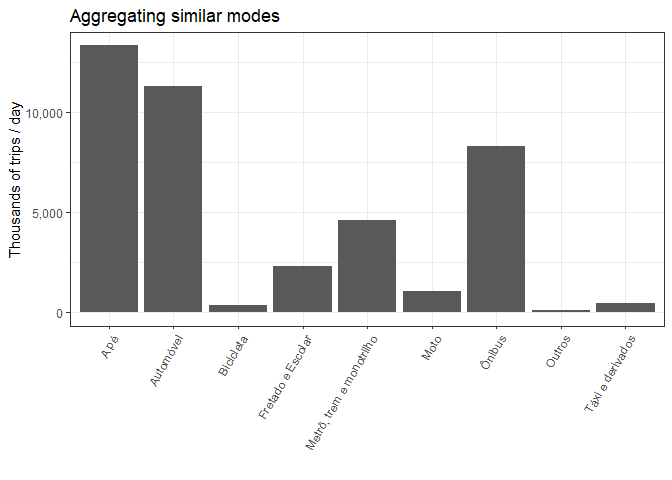 Aggregating similar modes
Thousands of trips / day
10,000
5,000
0
A pé
Automóvel
Bicicleta
Fretado e Escolar
Metrô, trem e monotrilho
Moto
Ônibus
Outros
Táxi e derivados